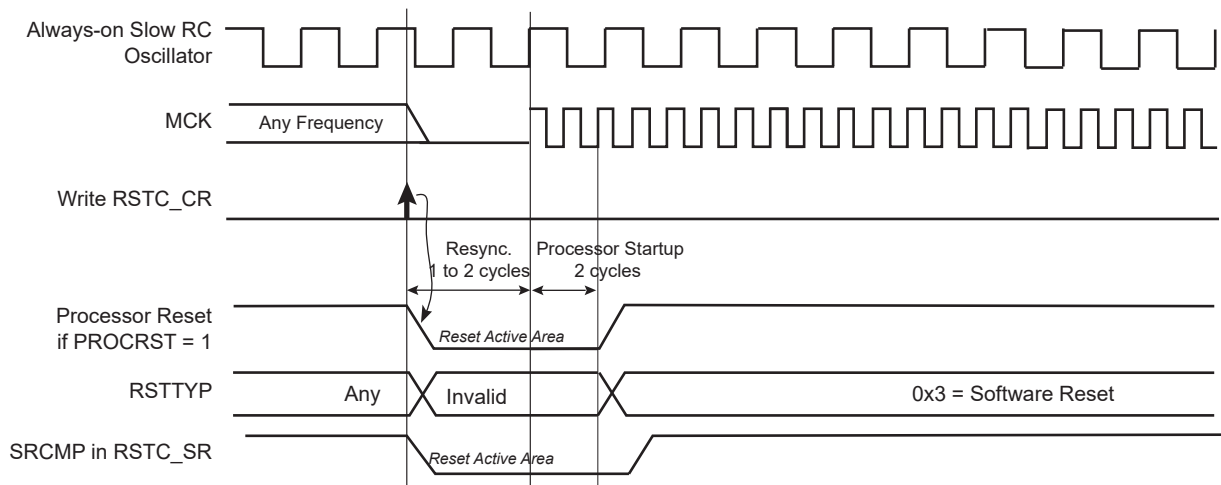 Always-on Slow RC
Oscillator
MCK
Any Frequency
Write RSTC_CR
Resync.
1 to 2 cycles
Processor Startup
2 cycles
Processor Reset
if PROCRST = 1
Reset Active Area
RSTTYP
Any
Invalid
0x3 = Software Reset
SRCMP in RSTC_SR
Reset Active Area